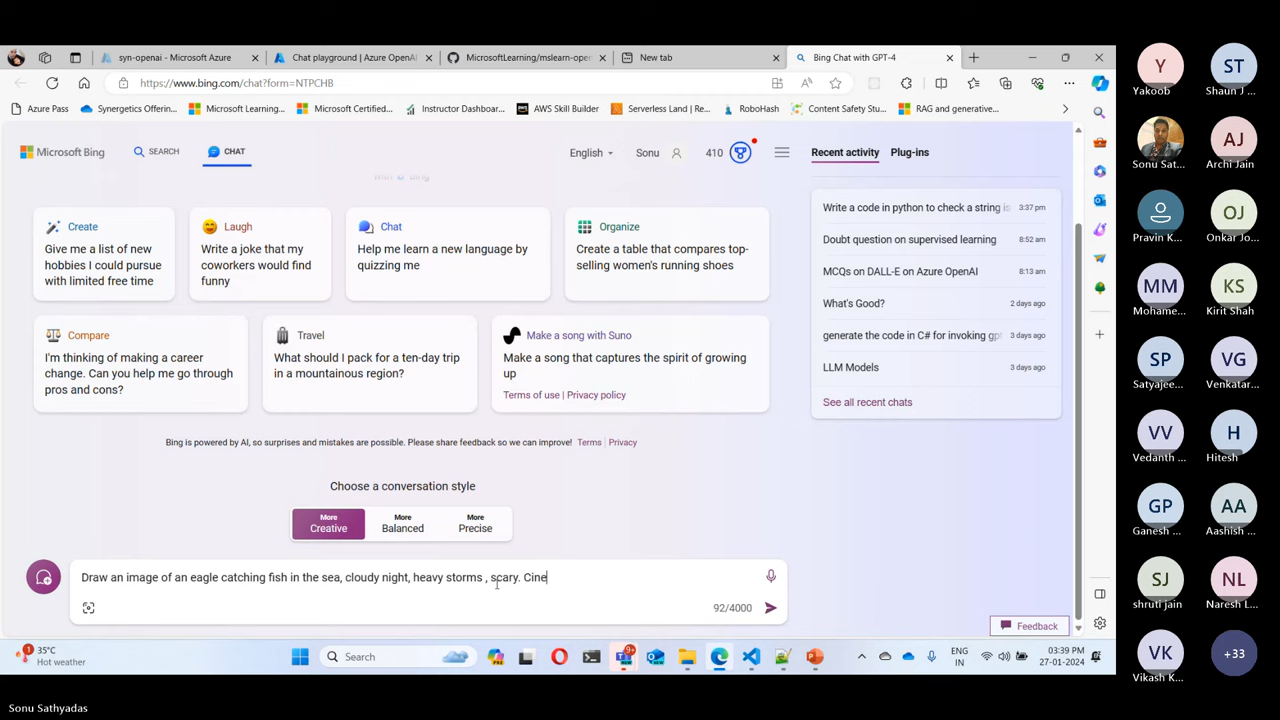 syn-openai - Microsoft Azure
Chat playground | Azure OpenAI
MicrosoftLearning/mslearn-open
New tab
Bing Chat with GPT-4
https://www.bing.com/chat?form=NTPCHB
Azure Pass
Synergetics Offerin...
Microsoft Learning...
Microsoft Certified...
Instructor Dashboar...
AWS Skill Builder
Serverless Land | Re...
RoboHash
Content Safety Stu...
RAG and generative...
Microsoft Bing
SEARCH
CHAT
English
Sonu
410
Recent activity
Plug-ins
Create
Give me a list of new
hobbies I could pursue
with limited free time
Laugh
Write a joke that my
coworkers would find
funny
Chat
Help me learn a new language by
quizzing me
Organize
Create a table that compares top-
selling women's running shoes
Compare
I'm thinking of making a career
change. Can you help me go through
pros and cons?
Travel
What should I pack for a ten-day trip
in a mountainous region?
Make a song with Suno
Make a song that captures the spirit of growing
up
Terms of use | Privacy policy
Write a code in python to check a string is
3:37 pm
Doubt question on supervised learning
8:52 am
MCQs on DALL-E on Azure OpenAI
8:13 am
What's Good?
2 days ago
generate the code in C# for invoking gpt
3 days ago
LLM Models
3 days ago
See all recent chats
Bing is powered by AI, so surprises and mistakes are possible. Please share feedback so we can improve! Terms | Privacy
Choose a conversation style
More
Creative
More
Balanced
More
Precise
Draw an image of an eagle catching fish in the sea, cloudy night, heavy storms , scary. Cine
92/4000
Feedback
1
35°C
Hot weather
Search
9+
ENG
IN
03:39 PM
27-01-2024
Y
Yakoob
ST
Shaun J ...
Sonu Sat...
AJ
Archi Jain
Pravin K...
OJ
Onkar Jo...
MM
Mohame...
KS
Kirit Shah
SP
Satyajee...
VG
Venkatar...
VV
Vedanth ...
H
Hitesh
GP
Ganesh ...
AA
Aashish ...
SJ
shruti jain
NL
Naresh L...
VK
Vikash K...
+33
Sonu Sathyadas